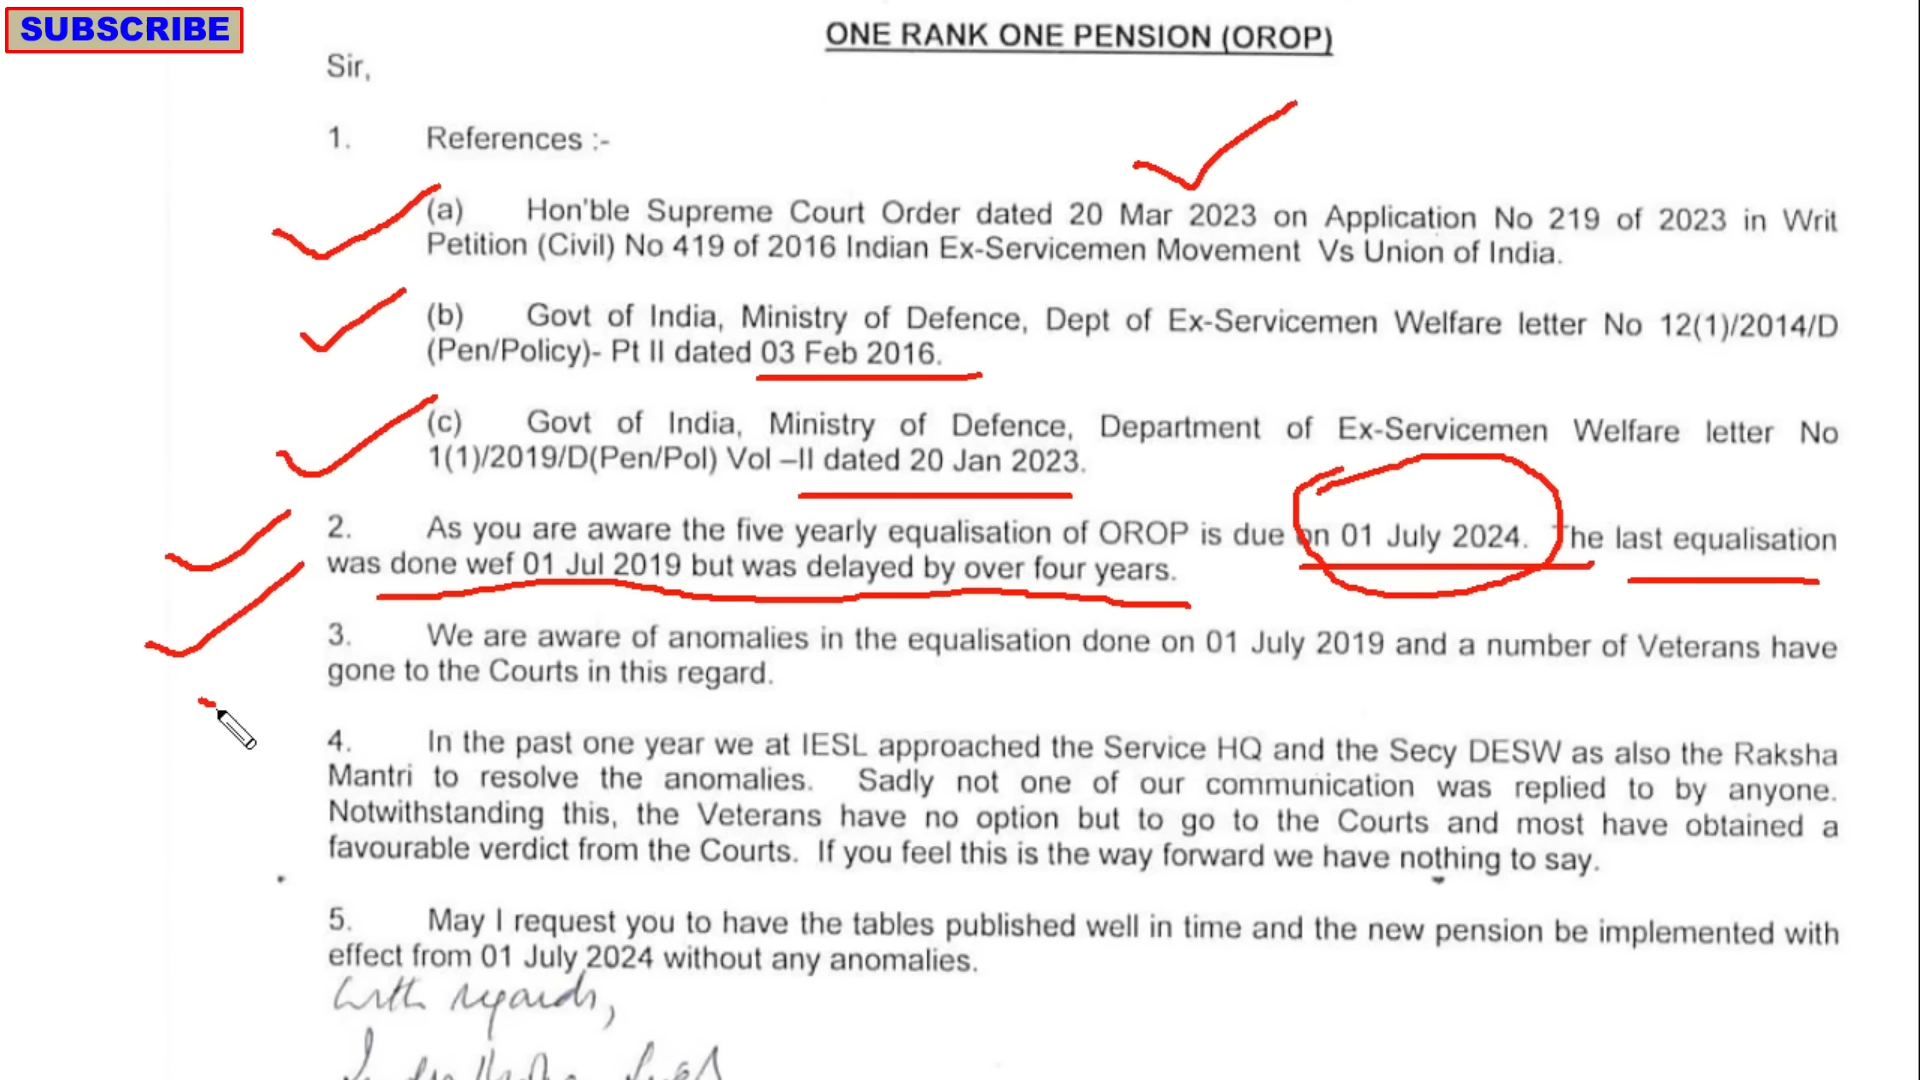 SUBSCRIBE
ONE RANK ONE PENSION (OROP)
Sir,
1. References :-
(a) Hon'ble Supreme Court Order dated 20 Mar 2023 on Application No 219 of 2023 in Writ
Petition (Civil) No 419 of 2016 Indian Ex-Servicemen Movement Vs Union of India.
(b) Govt of India, Ministry of Defence, Dept of Ex-Servicemen Welfare letter No 12(1)/2014/D
(Pen/Policy)- Pt II dated 03 Feb 2016.
(c) Govt of India, Ministry of Defence, Department of Ex-Servicemen Welfare letter No
1(1)/2019/D(Pen/Pol) Vol –II dated 20 Jan 2023.
2. As you are aware the five yearly equalisation of OROP is due on 01 July 2024. The last equalisation
was done wef 01 Jul 2019 but was delayed by over four years.
3. We are aware of anomalies in the equalisation done on 01 July 2019 and a number of Veterans have
gone to the Courts in this regard.
4. In the past one year we at IESL approached the Service HQ and the Secy DESW as also the Raksha
Mantri to resolve the anomalies. Sadly not one of our communication was replied to by anyone.
Notwithstanding this, the Veterans have no option but to go to the Courts and most have obtained a
favourable verdict from the Courts. If you feel this is the way forward we have nothing to say.
5. May I request you to have the tables published well in time and the new pension be implemented with
effect from 01 July 2024 without any anomalies.
With regards,